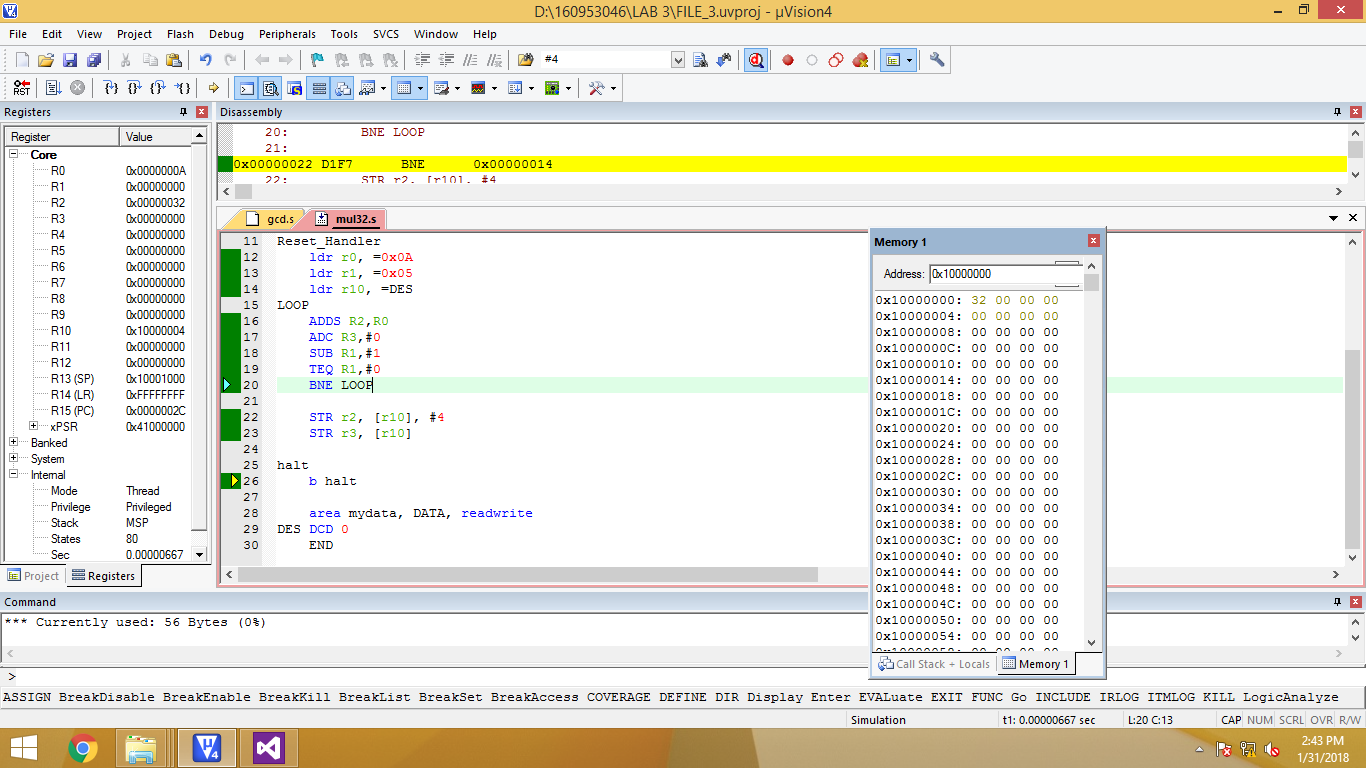 D:\160953046\LAB 3\FILE_3.uvproj - µVision4
File Edit View Project Flash Debug Peripherals Tools SVCS Window Help
#4
RST
Registers
Register Value
Core
R0 0x0000000A
R1 0x00000000
R2 0x00000032
R3 0x00000000
R4 0x00000000
R5 0x00000000
R6 0x00000000
R7 0x00000000
R8 0x00000000
R9 0x00000000
R10 0x10000004
R11 0x00000000
R12 0x00000000
R13 (SP) 0x10001000
R14 (LR) 0xFFFFFFFF
R15 (PC) 0x0000002C
xPSR 0x41000000
Banked
System
Internal
Mode Thread
Privilege Privileged
Stack MSP
States 80
Sec 0.00000667
Project Registers
Disassembly
20: BNE LOOP
21:
0x00000022 D1F7 BNE 0x00000014
22: STR r2, [r10], #4
gcd.s mul32.s
11 Reset_Handler
12 ldr r0, =0x0A
13 ldr r1, =0x05
14 ldr r10, =DES
15 LOOP
16 ADDS R2,R0
17 ADC R3,#0
18 SUB R1,#1
19 TEQ R1,#0
20 BNE LOOP
21
22 STR r2, [r10], #4
23 STR r3, [r10]
24
25 halt
26 b halt
27
28 area mydata, DATA, readwrite
29 DES DCD 0
30 END
Memory 1
Address: 0x10000000
0x10000000: 32 00 00 00
0x10000004: 00 00 00 00
0x10000008: 00 00 00 00
0x1000000C: 00 00 00 00
0x10000010: 00 00 00 00
0x10000014: 00 00 00 00
0x10000018: 00 00 00 00
0x1000001C: 00 00 00 00
0x10000020: 00 00 00 00
0x10000024: 00 00 00 00
0x10000028: 00 00 00 00
0x1000002C: 00 00 00 00
0x10000030: 00 00 00 00
0x10000034: 00 00 00 00
0x10000038: 00 00 00 00
0x1000003C: 00 00 00 00
0x10000040: 00 00 00 00
0x10000044: 00 00 00 00
0x10000048: 00 00 00 00
0x1000004C: 00 00 00 00
0x10000050: 00 00 00 00
0x10000054: 00 00 00 00
0x10000058: 00 00 00 00
Call Stack + Locals Memory 1
Command
*** Currently used: 56 Bytes (0%)
>
ASSIGN BreakDisable BreakEnable BreakKill BreakList BreakSet BreakAccess COVERAGE DEFINE DIR Display Enter EVALuate EXIT FUNC Go INCLUDE IRLOG ITMLOG KILL LogicAnalyze
Simulation t1: 0.00000667 sec L:20 C:13 CAP NUM SCRL OVR R/W
2:43 PM
1/31/2018